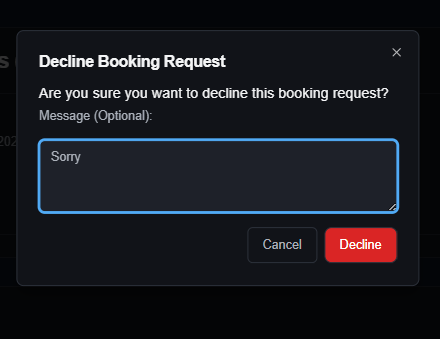 Decline Booking Request
Are you sure you want to decline this booking request?
Message (Optional):
Sorry
Cancel
Decline